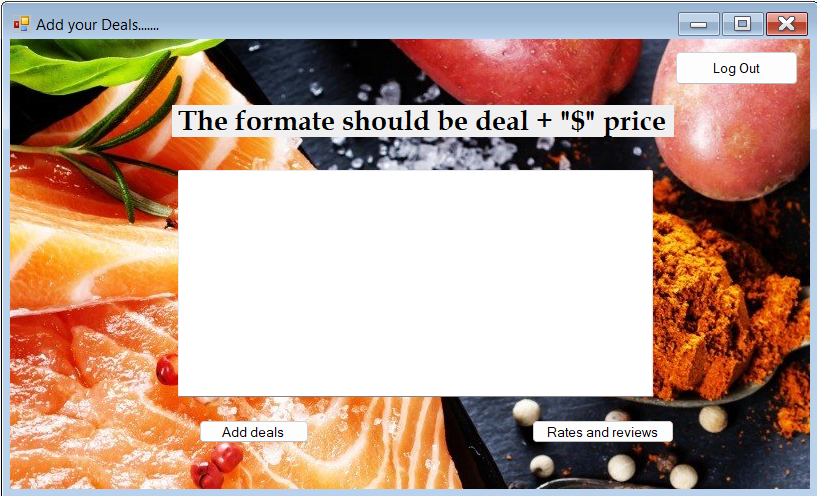 Add your Deals.......
Log Out
The formate should be deal + "$" price
Add deals
Rates and reviews